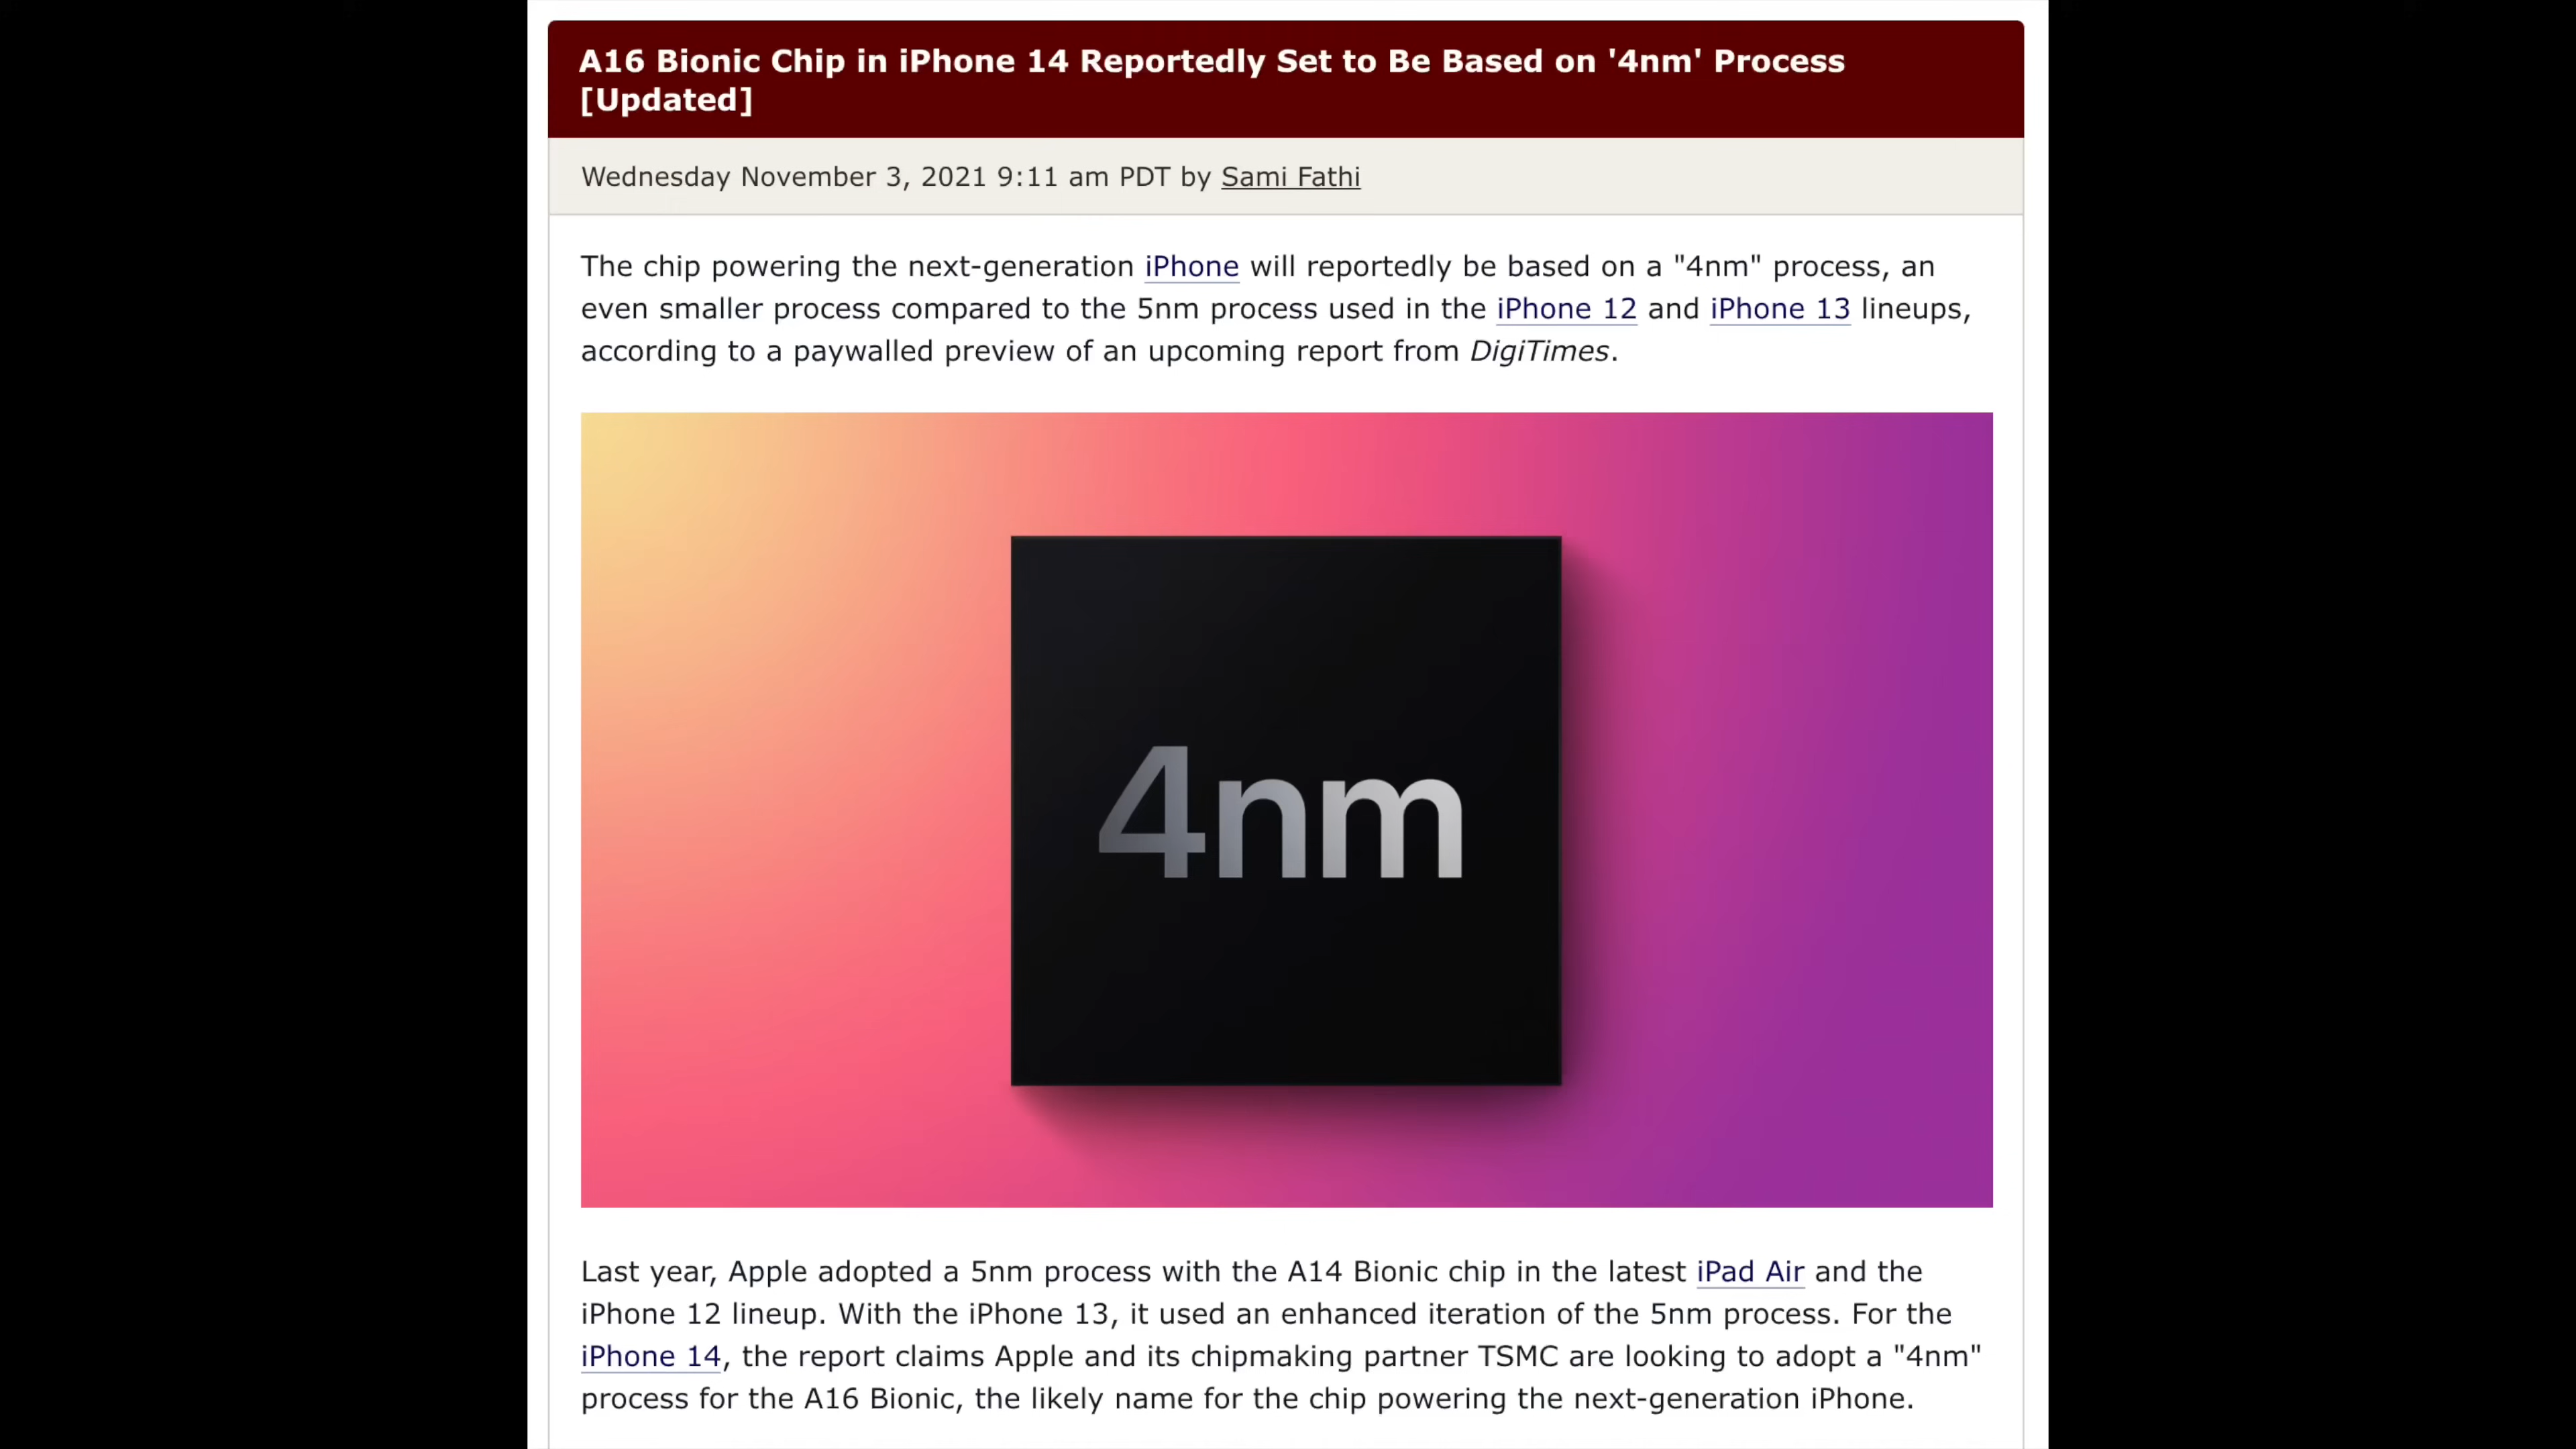 A16 Bionic Chip in iPhone 14 Reportedly Set to Be Based on '4nm' Process
[Updated]
Wednesday November 3, 2021 9:11 am PDT by Sami Fathi
The chip powering the next-generation iPhone will reportedly be based on a "4nm" process, an
even smaller process compared to the 5nm process used in the iPhone 12 and iPhone 13 lineups,
according to a paywalled preview of an upcoming report from DigiTimes.
4nm
Last year, Apple adopted a 5nm process with the A14 Bionic chip in the latest iPad Air and the
iPhone 12 lineup. With the iPhone 13, it used an enhanced iteration of the 5nm process. For the
iPhone 14, the report claims Apple and its chipmaking partner TSMC are looking to adopt a "4nm"
process for the A16 Bionic, the likely name for the chip powering the next-generation iPhone.